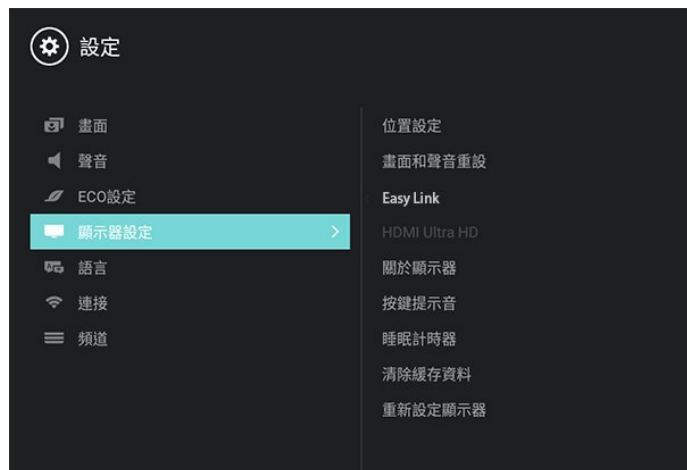 設定
畫面
聲音
ECO設定
顯示器設定
語言
連接
頻道
位置設定
畫面和聲音重設
Easy Link
HDMI Ultra HD
關於顯示器
按鍵提示音
睡眠計時器
清除緩存資料
重新設定顯示器